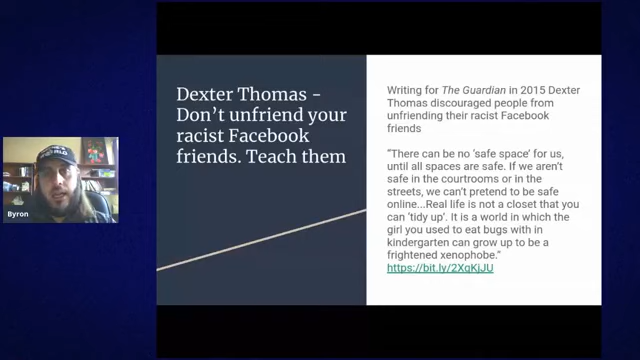 Dexter Thomas -
Don't unfriend your
racist Facebook
friends. Teach them
Writing for The Guardian in 2015 Dexter
Thomas discouraged people from
unfriending their racist Facebook
friends
"There can be no 'safe space' for us,
until all spaces are safe. If we aren't
safe in the courtrooms or in the
streets, we can't pretend to be safe
online...Real life is not a closet that you
can 'tidy up'. It is a world in which the
girl you used to eat bugs with in
kindergarten can grow up to be a
frightened xenophobe."
https://bit.ly/2XgKjJU
Byron